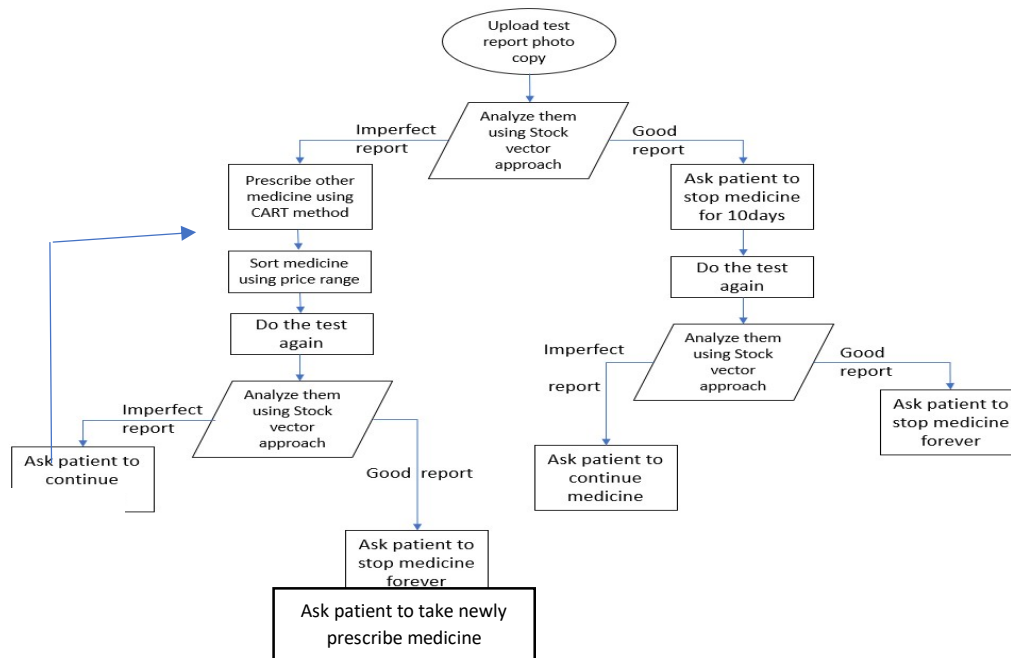 Upload test
report photo
copy
Analyze them
using Stock
vector
approach
Imperfect
report
Good
report
Prescribe other
medicine using
CART method
Ask patient to
stop medicine
for 10days
Sort medicine
using price range
Do the test
again
Do the test
again
Analyze them
using Stock
vector
approach
Imperfect
report
Good
report
Analyze them
using Stock
vector
approach
Imperfect
report
Ask patient to
stop medicine
forever
Ask patient to
continue
Good report
Ask patient to
continue
medicine
Ask patient to
stop medicine
forever
Ask patient to take newly
prescribe medicine